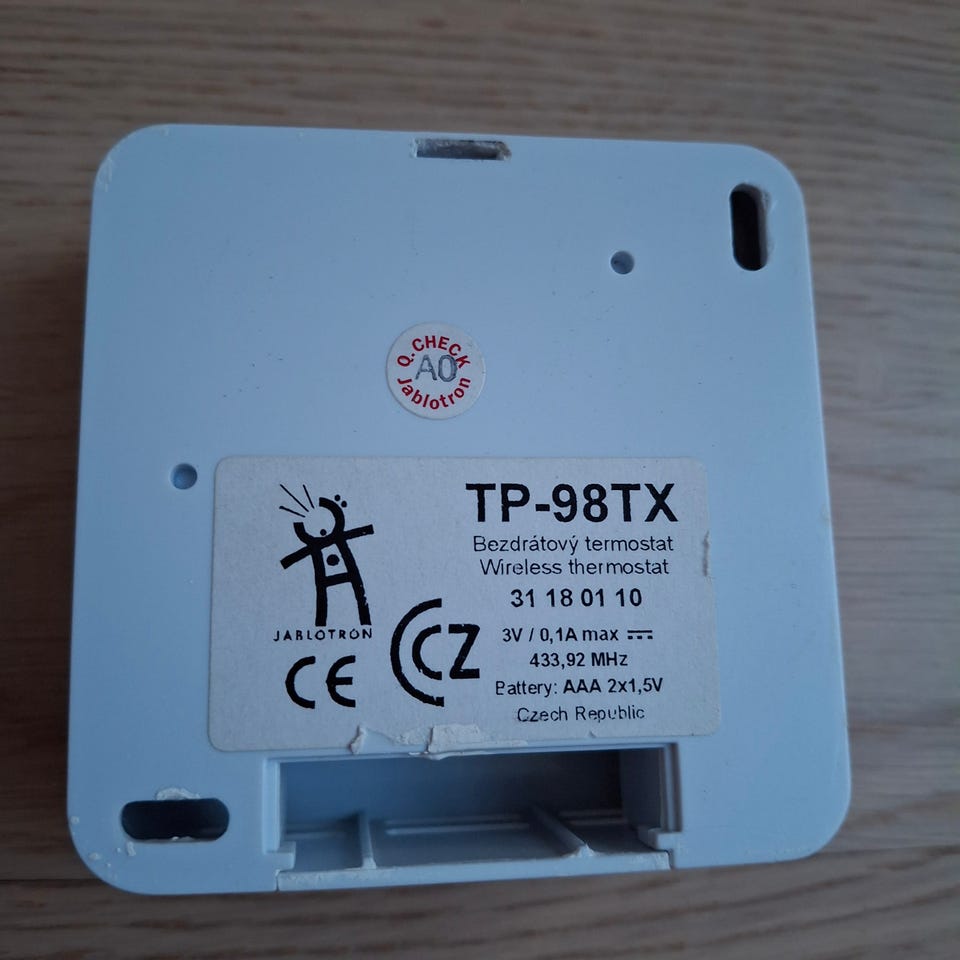 Q.CHECK
A0
Jablotron
TP-98TX
Bezdrátový termostat
Wireless thermostat
31 18 01 10
JABLOTRON
3V / 0,1A max
433,92 MHz
CE
CCZ
Battery: AAA 2x1,5V
Czech Republic